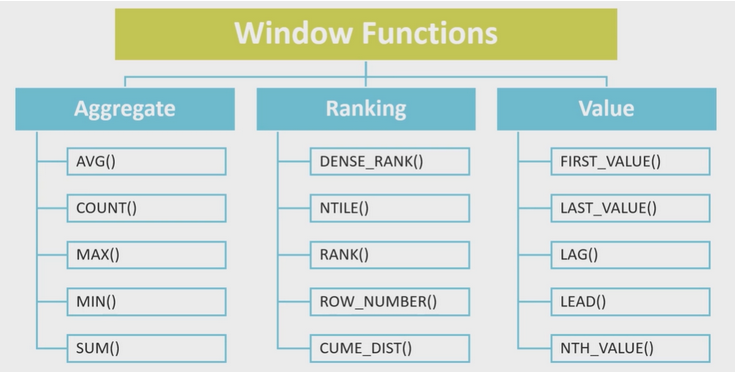 Window Functions
Aggregate
AVG()
COUNT()
MAX()
MIN()
SUM()
Ranking
DENSE_RANK()
NTILE()
RANK()
ROW_NUMBER()
CUME_DIST()
Value
FIRST_VALUE()
LAST_VALUE()
LAG()
LEAD()
NTH_VALUE()